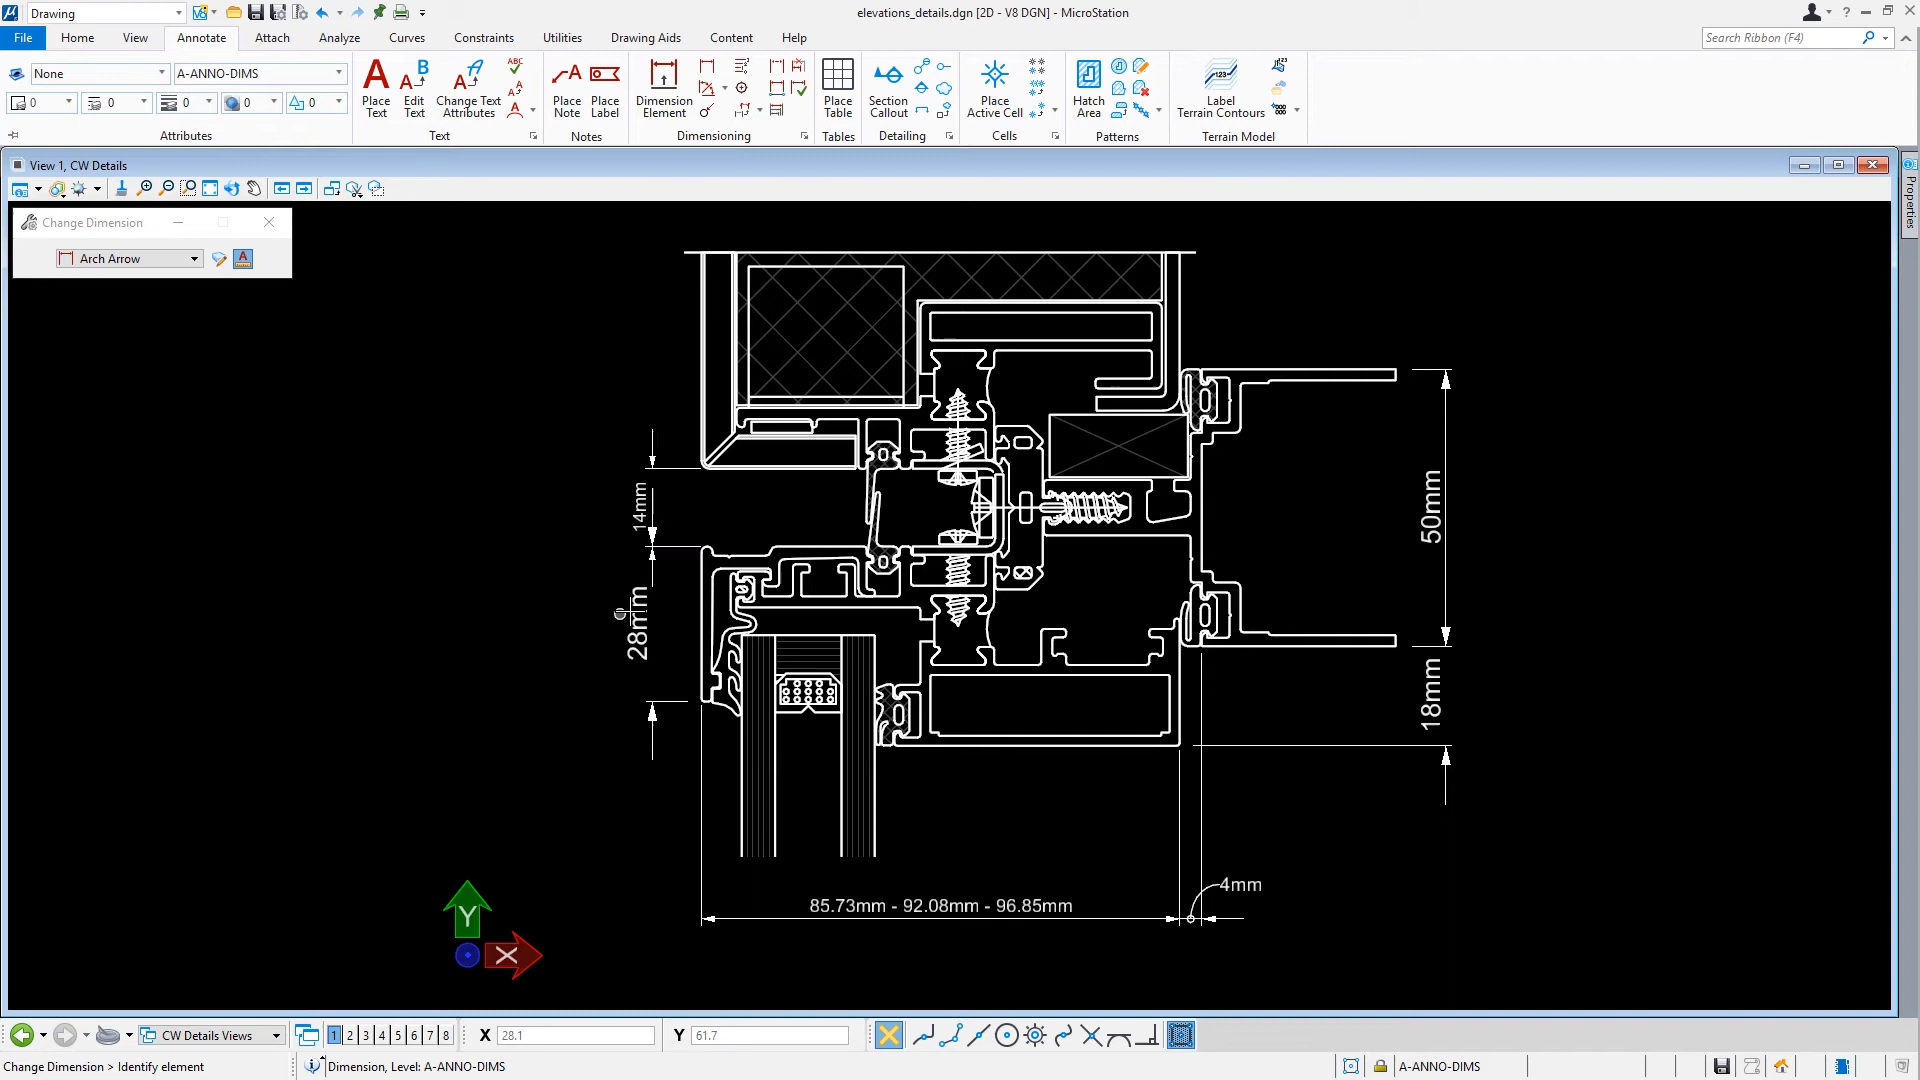 Drawing
elevations_details.dgn [2D - V8 DGN] - MicroStation
File Home View Annotate Attach Analyze Curves Constraints Utilities Drawing Aids Content Help
Search Ribbon (F4)
None
A-ANNO-DIMS
0 0 0 0 0
Attributes
Place Text
Edit Text
Change Text Attributes
Text
Place Note
Place Label
Notes
Dimension Element
Dimensioning
Place Table
Tables
Section Callout
Detailing
Place Active Cell
Cells
Hatch Area
Patterns
Label Terrain Contours
Terrain Model
View 1, CW Details
Properties
Change Dimension
Arch Arrow
14mm
28mm
50mm
18mm
4mm
85.73mm - 92.08mm - 96.85mm
Y
X
CW Details Views
1 2 3 4 5 6 7 8
X 28.1
Y 61.7
Change Dimension > Identify element
Dimension, Level: A-ANNO-DIMS
A-ANNO-DIMS